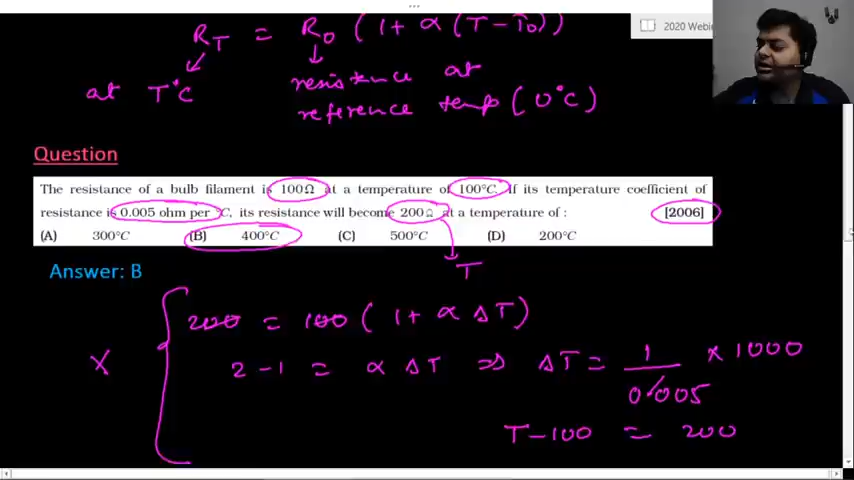 R_T = R_0 (1 + α (T - T_0))
at T°C resistance at
reference temp (0°C)
2020 Webi
Question
The resistance of a bulb filament is 100Ω at a temperature of 100°C. If its temperature coefficient of
resistance is 0.005 ohm per °C, its resistance will become 200Ω at a temperature of : [2006]
(A) 300°C (B) 400°C (C) 500°C (D) 200°C
Answer: B
T
200 = 100 (1 + α ΔT)
X 2 - 1 = α ΔT ⇒ ΔT = 1 / 0.005 × 1000
T - 100 = 200